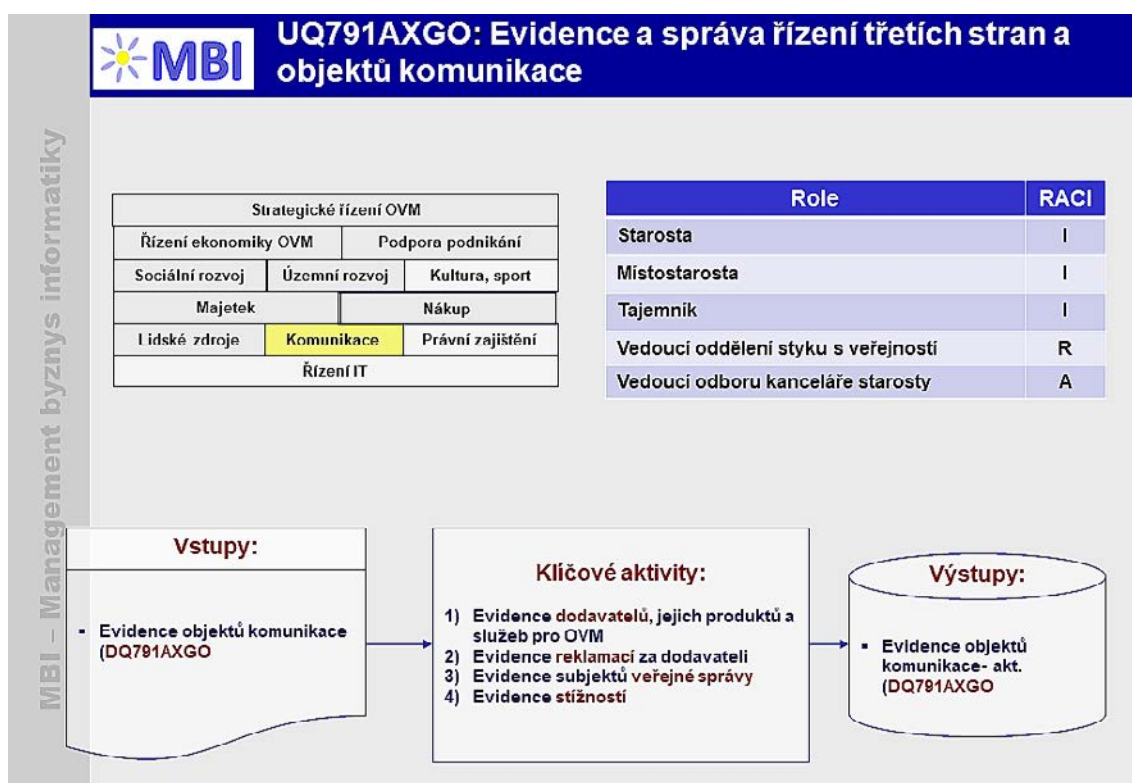 MBI
UQ791AXGO: Evidence a správa řízení třetích stran a
objektů komunikace
MBI – Management byznys informatiky
Strategické řízení OVM
Řízení ekonomiky OVM Podpora podnikání
Sociální rozvoj Územní rozvoj Kultura, sport
Majetek Nákup
Lidské zdroje Komunikace Právní zajištění
Řízení IT
Role RACI
Starosta I
Místostarosta I
Tajemník I
Vedoucí oddělení styku s veřejností R
Vedoucí odboru kanceláře starosty A
Vstupy:
▪ Evidence objektů komunikace
(DQ791AXGO
Klíčové aktivity:
1) Evidence dodavatelů, jejich produktů a
služeb pro OVM
2) Evidence reklamací za dodavateli
3) Evidence subjektů veřejné správy
4) Evidence stížností
Výstupy:
▪ Evidence objektů
komunikace- akt.
(DQ791AXGO